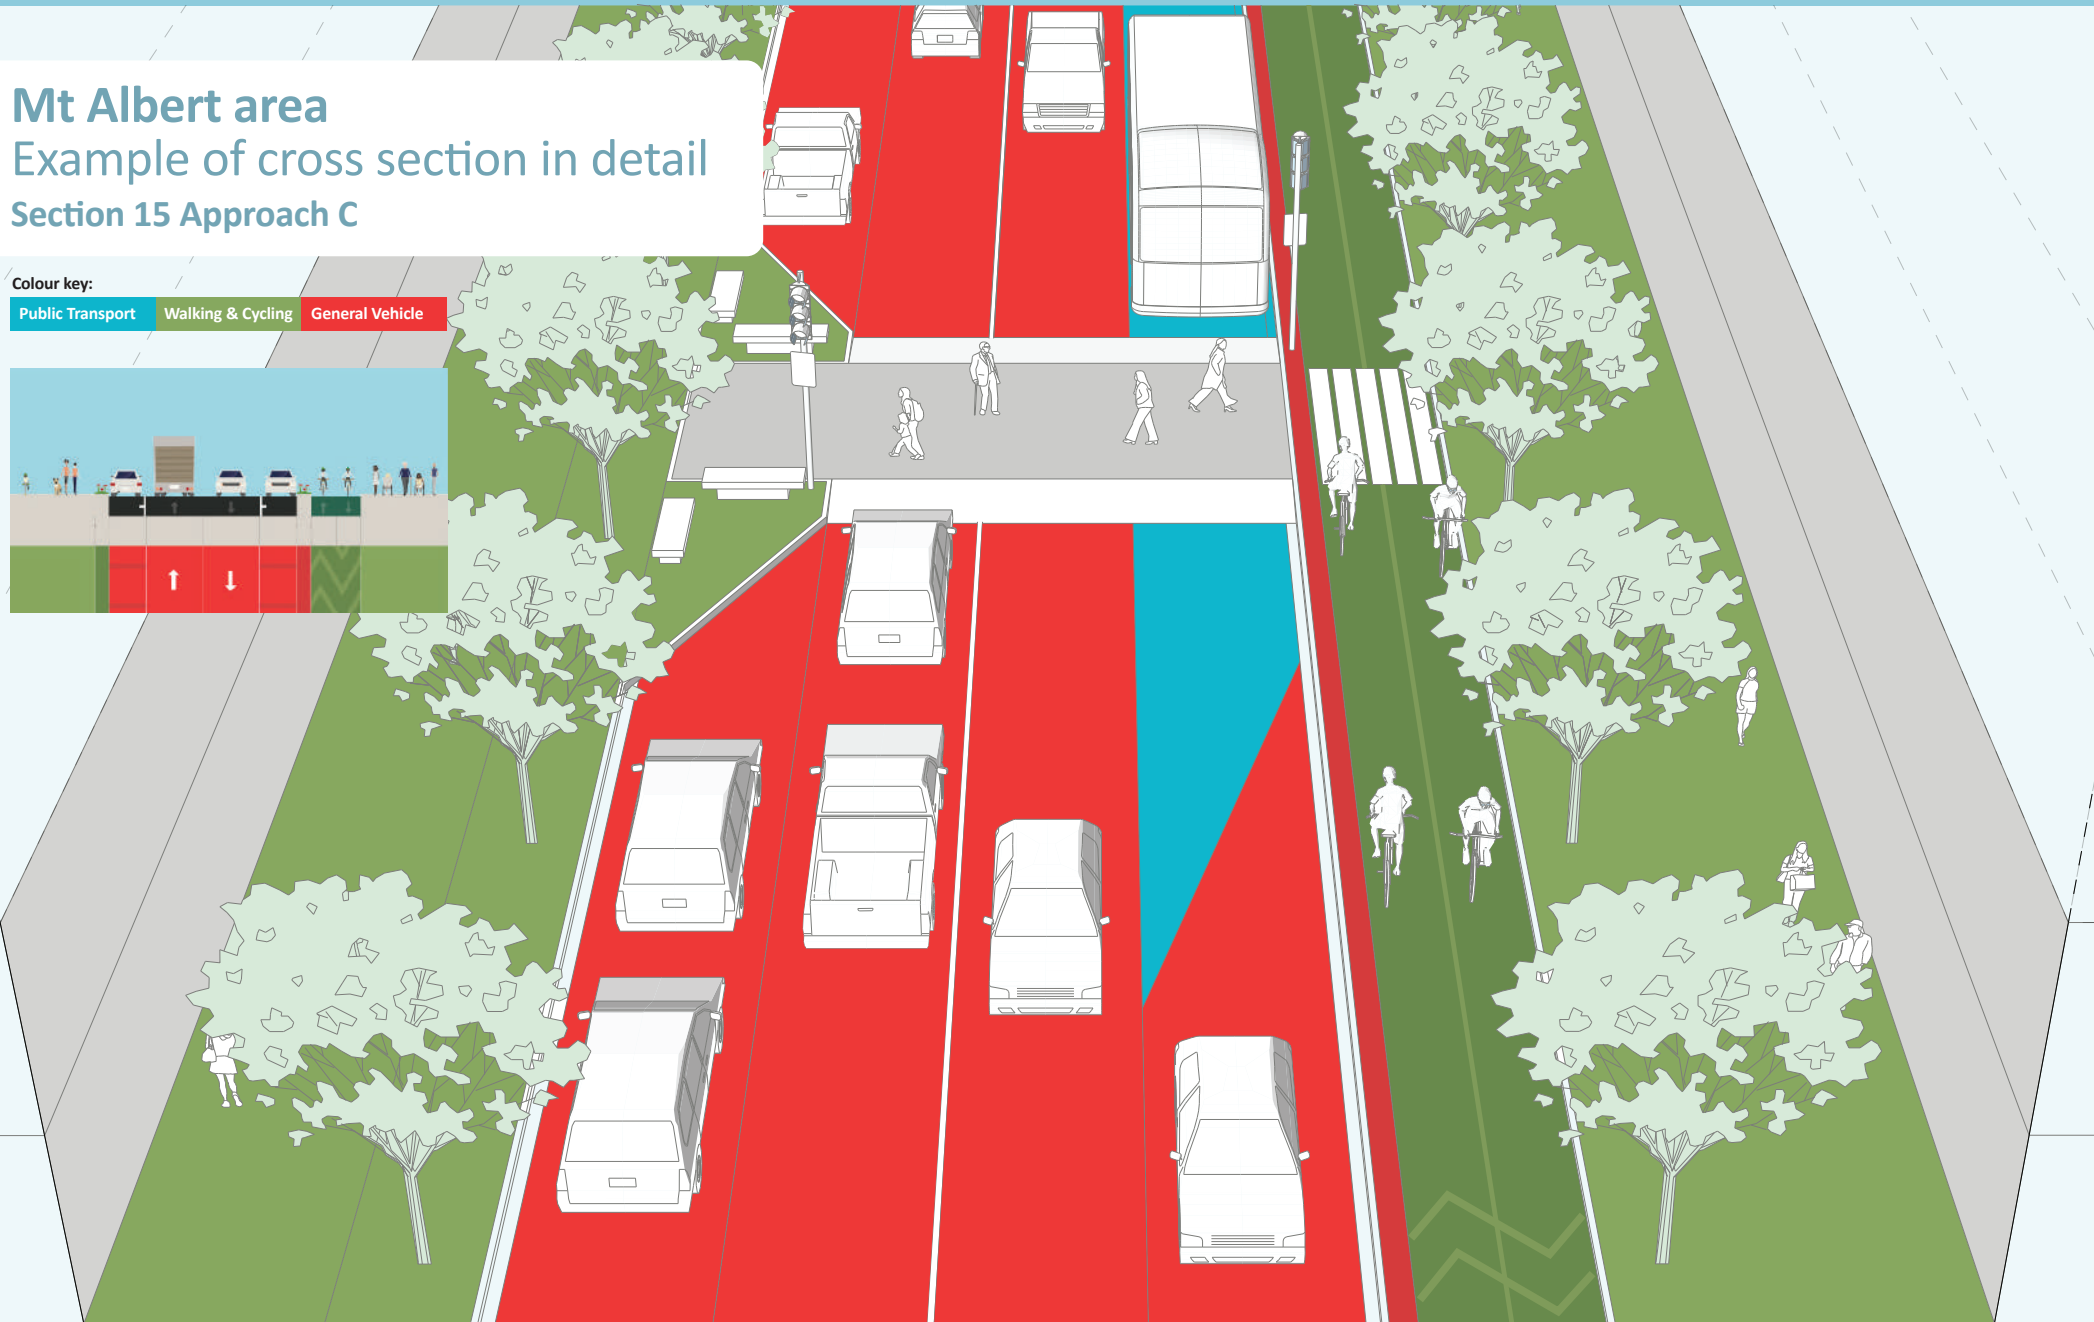 Mt Albert area
Example of cross section in detail
Section 15 Approach C
Colour key:
Public Transport Walking & Cycling General Vehicle